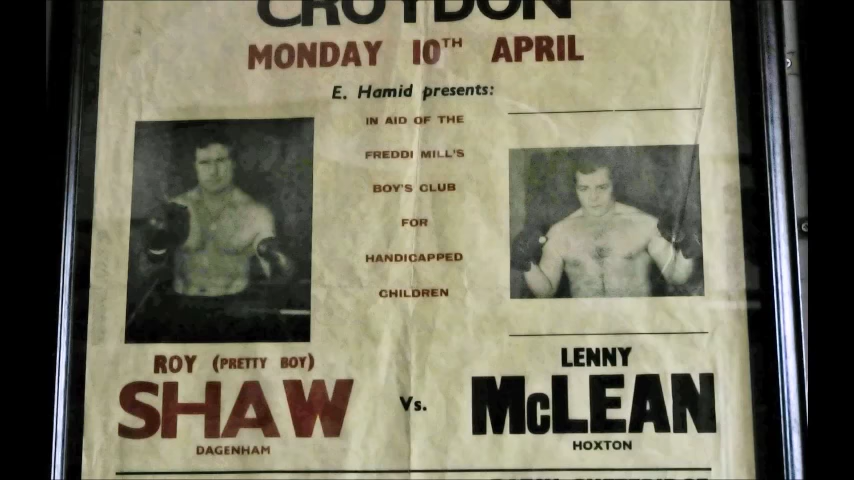 CROYDON
MONDAY 10TH APRIL
E. Hamid presents:
IN AID OF THE
FREDDI MILL'S
BOY'S CLUB
FOR
HANDICAPPED
CHILDREN
ROY (PRETTY BOY)
SHAW
DAGENHAM
Vs.
LENNY
McLEAN
HOXTON